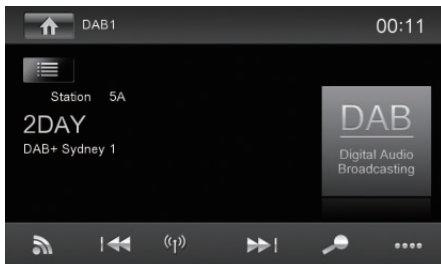 DAB1
00:11
Station 5A
2DAY
DAB+ Sydney 1
DAB
Digital Audio
Broadcasting